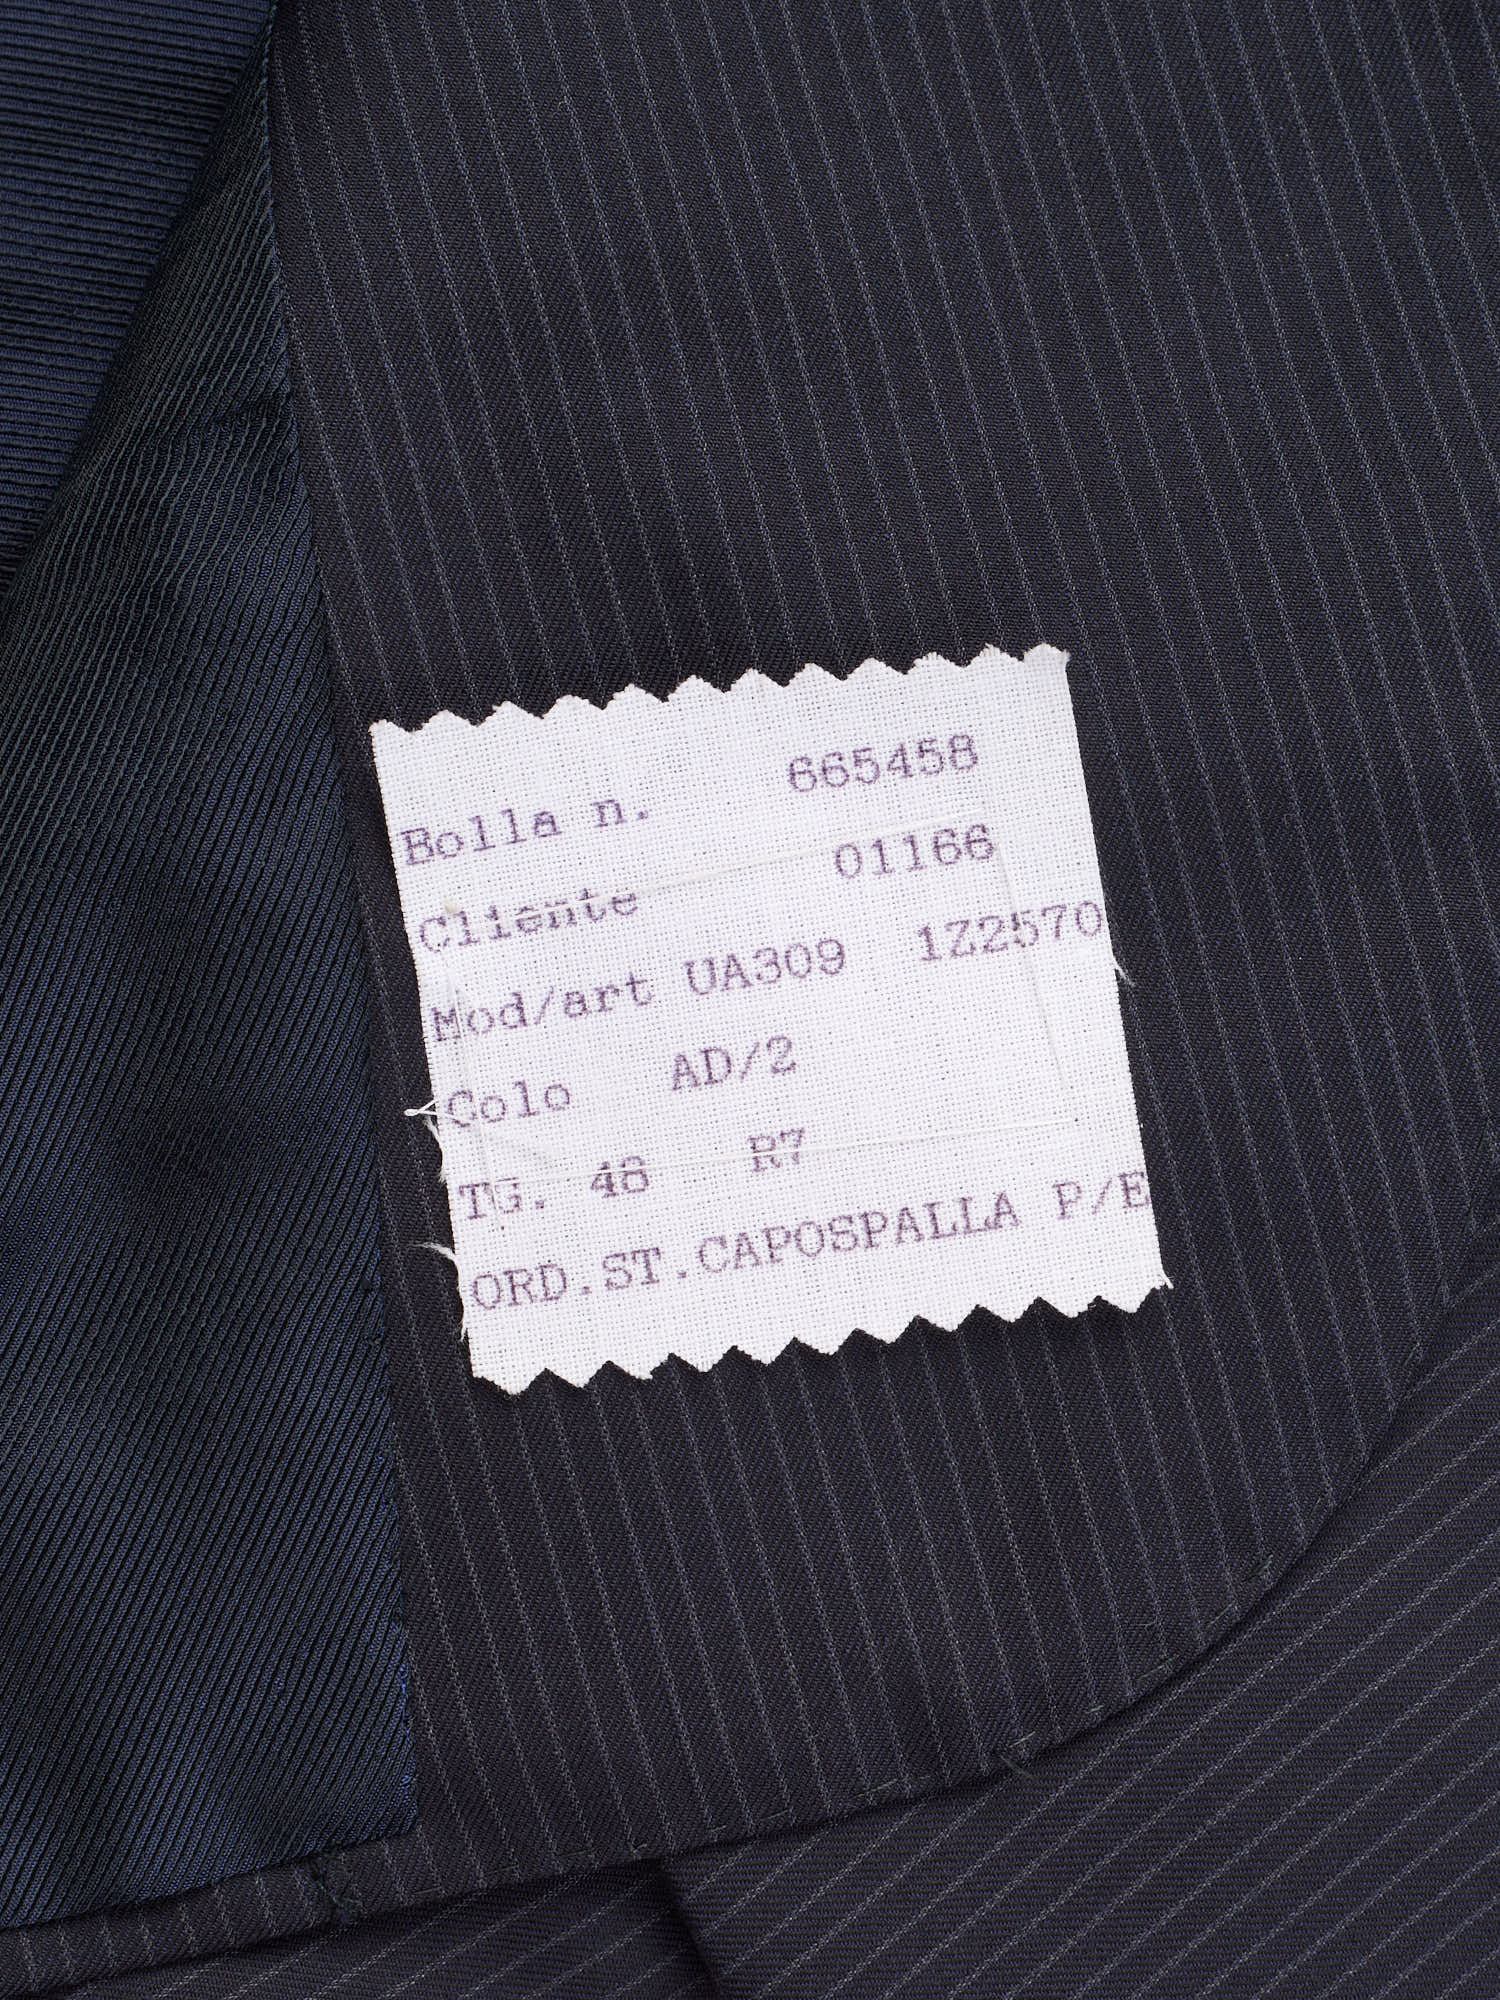 Bolla n. 665458
Cliente 01166
Mod/art UA309 1Z2570
Colo AD/2
TG. 48 R7
ORD.ST.CAPOSPALLA P/E